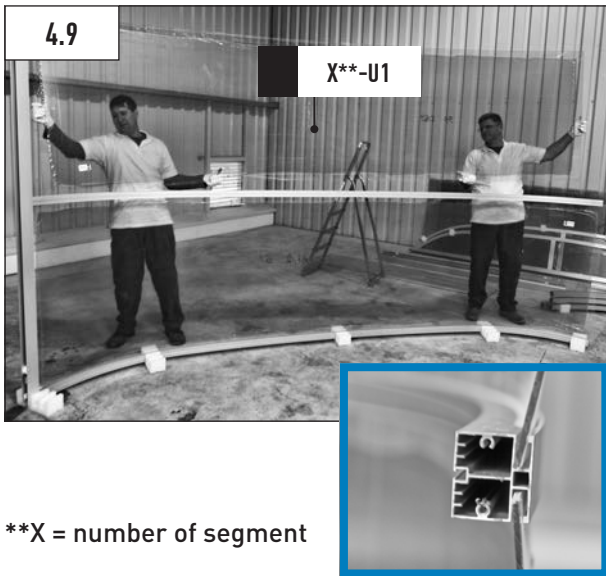 4.9
X**-U1
**X = number of segment